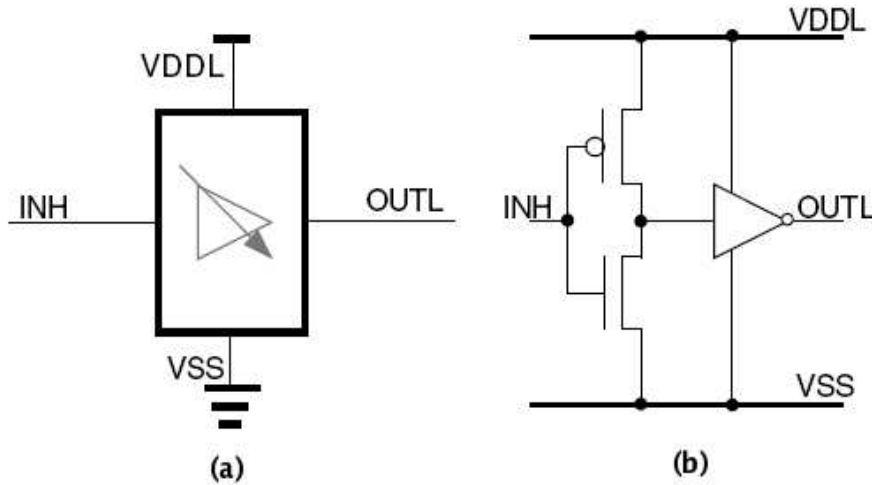 VDDL
INH
OUTL
VSS
(a)
VDDL
INH
OUTL
VSS
(b)